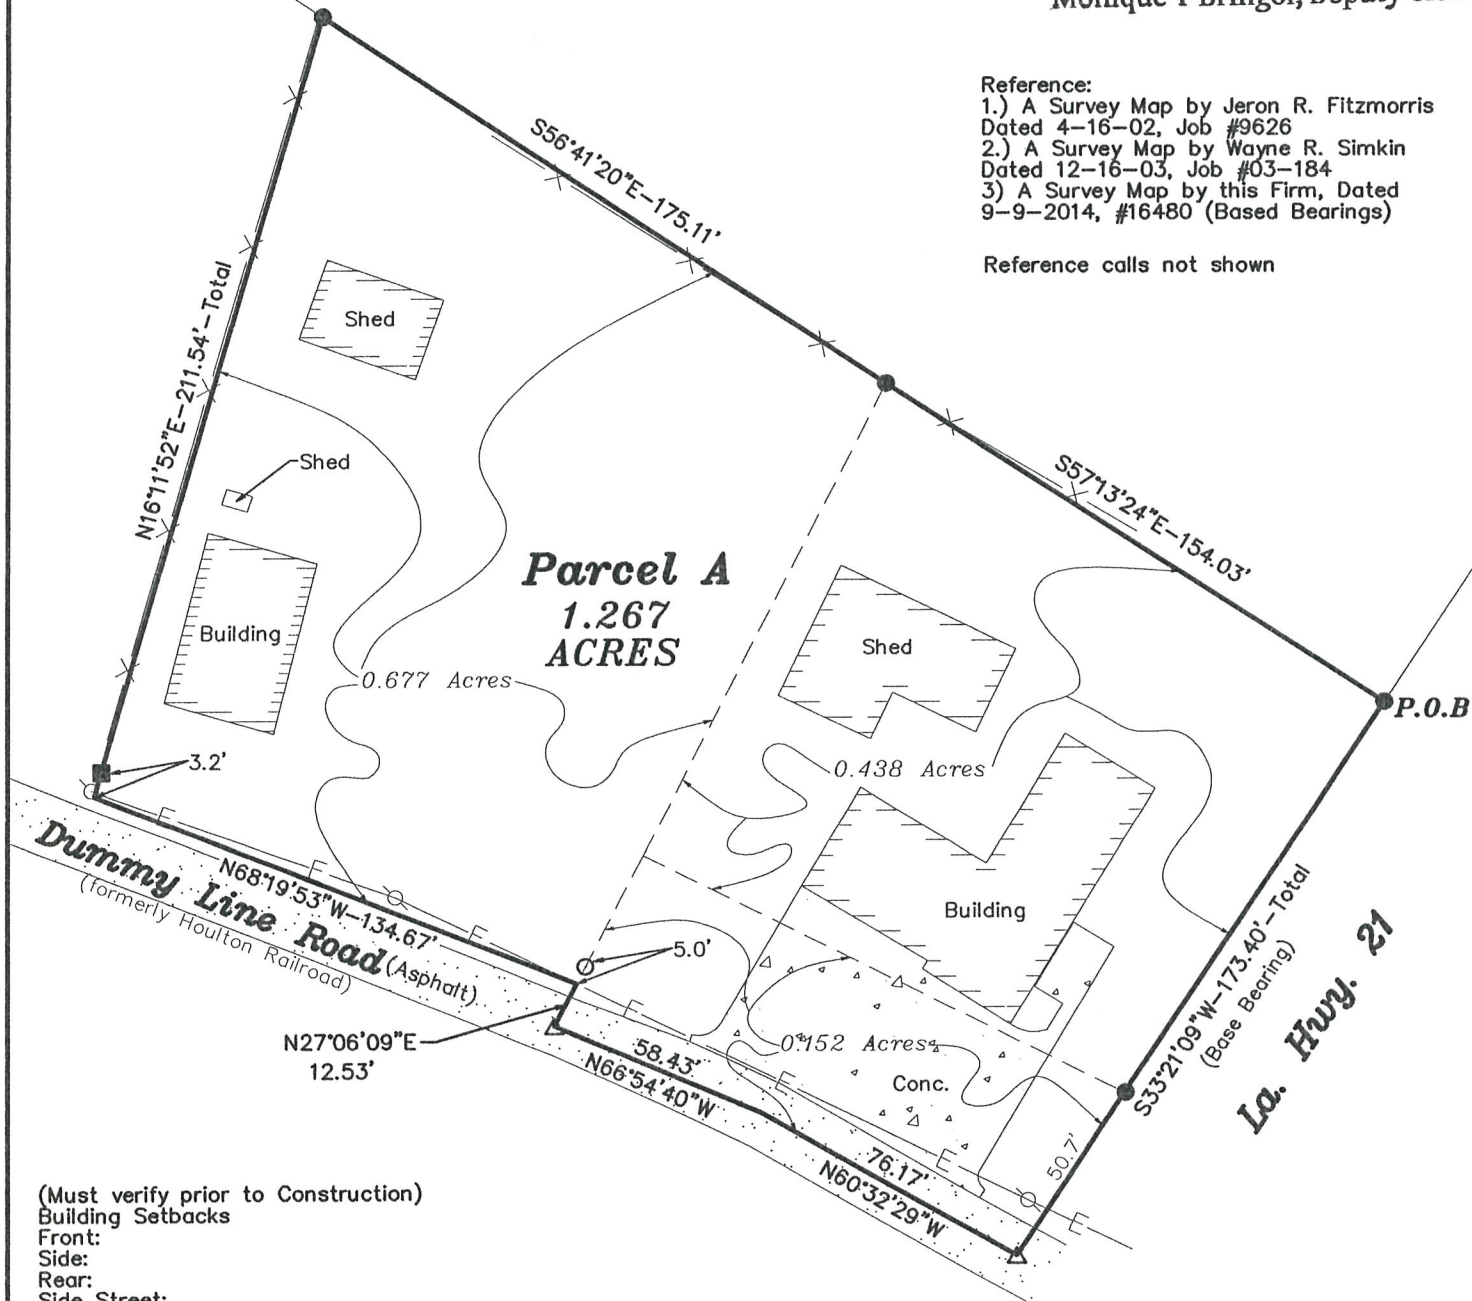 Reference:
1.) A Survey Map by Jeron R. Fitzmorris
Dated 4-16-02, Job #9626
2.) A Survey Map by Wayne R. Simkin
Dated 12-16-03, Job #03-184
3) A Survey Map by this Firm, Dated
9-9-2014, #16480 (Based Bearings)
Reference calls not shown
S56°41'20"E-175.11'
N16°11'52"E-211.54'-Total
Shed
Shed
Building
S57°13'24"E-154.03'
Parcel A
1.267
ACRES
Shed
0.677 Acres
P.O.B
3.2'
0.438 Acres
Building
Dummy Line Road (Asphalt)
(formerly Houlton Railroad)
N68°19'53"W-134.67'
5.0'
S33°21'09"W-173.40'-Total
(Base Bearing)
La. Hwy. 21
N27°06'09"E
12.53'
58.43'
N66°54'40"W
0.152 Acres
Conc.
50.7'
76.17'
N60°32'29"W
E
E
E
E
E
E
E
(Must verify prior to Construction)
Building Setbacks
Front:
Side:
Rear:
Side Street: